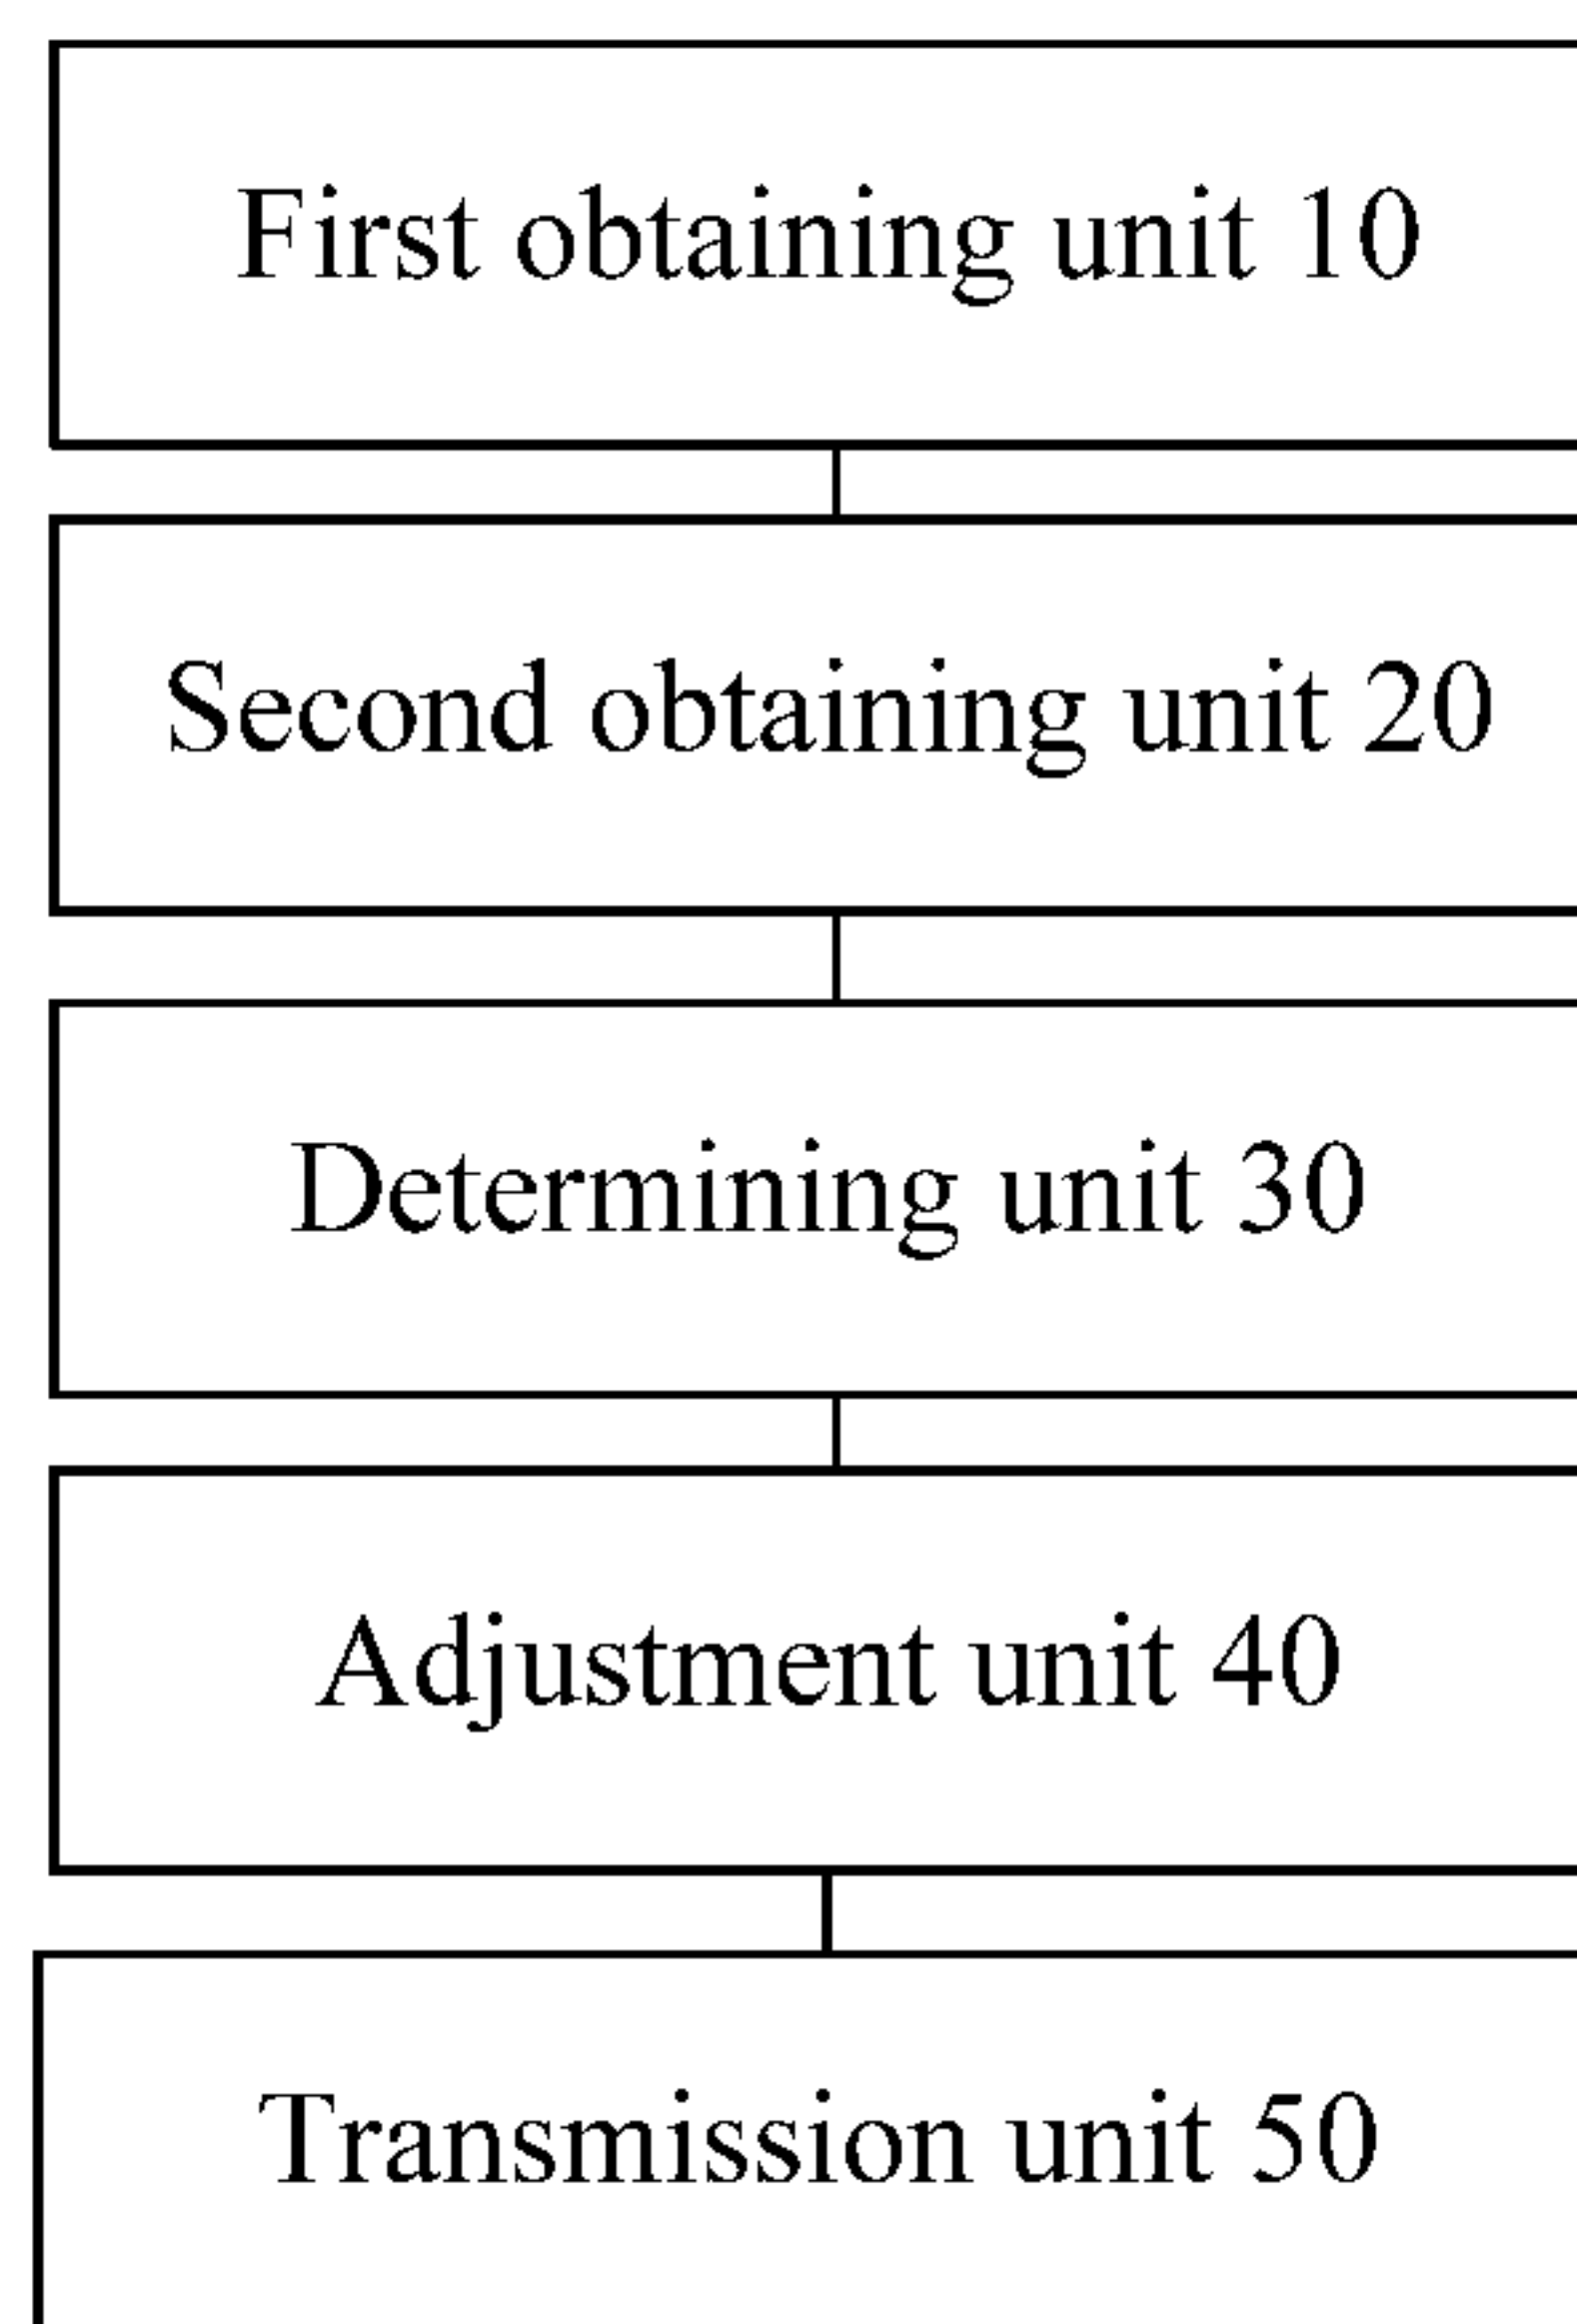 First obtaining unit 10
Second obtaining unit 20
Determining unit 30
Adjustment unit 40
Transmission unit 50